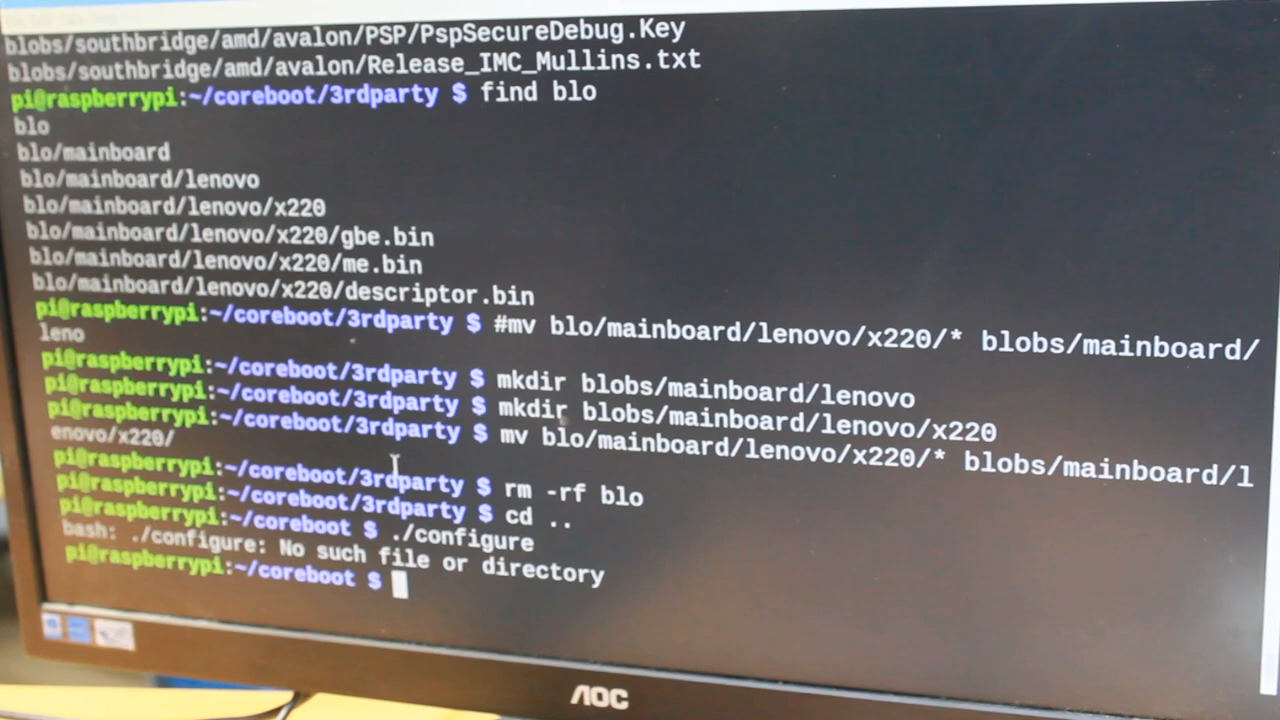 blobs/southbridge/amd/avalon/PSP/PspSecureDebug.Key
blobs/southbridge/amd/avalon/Release_IMC_Mullins.txt
pi@raspberrypi:~/coreboot/3rdparty $ find blo
blo
blo/mainboard
blo/mainboard/lenovo
blo/mainboard/lenovo/x220
blo/mainboard/lenovo/x220/gbe.bin
blo/mainboard/lenovo/x220/me.bin
blo/mainboard/lenovo/x220/descriptor.bin
pi@raspberrypi:~/coreboot/3rdparty $ #mv blo/mainboard/lenovo/x220/* blobs/mainboard/
leno
pi@raspberrypi:~/coreboot/3rdparty $ mkdir blobs/mainboard/lenovo
pi@raspberrypi:~/coreboot/3rdparty $ mkdir blobs/mainboard/lenovo/x220
pi@raspberrypi:~/coreboot/3rdparty $ mv blo/mainboard/lenovo/x220/* blobs/mainboard/l
enovo/x220/
pi@raspberrypi:~/coreboot/3rdparty $ rm -rf blo
pi@raspberrypi:~/coreboot/3rdparty $ cd ..
pi@raspberrypi:~/coreboot $ ./configure
bash: ./configure: No such file or directory
pi@raspberrypi:~/coreboot $
AOC